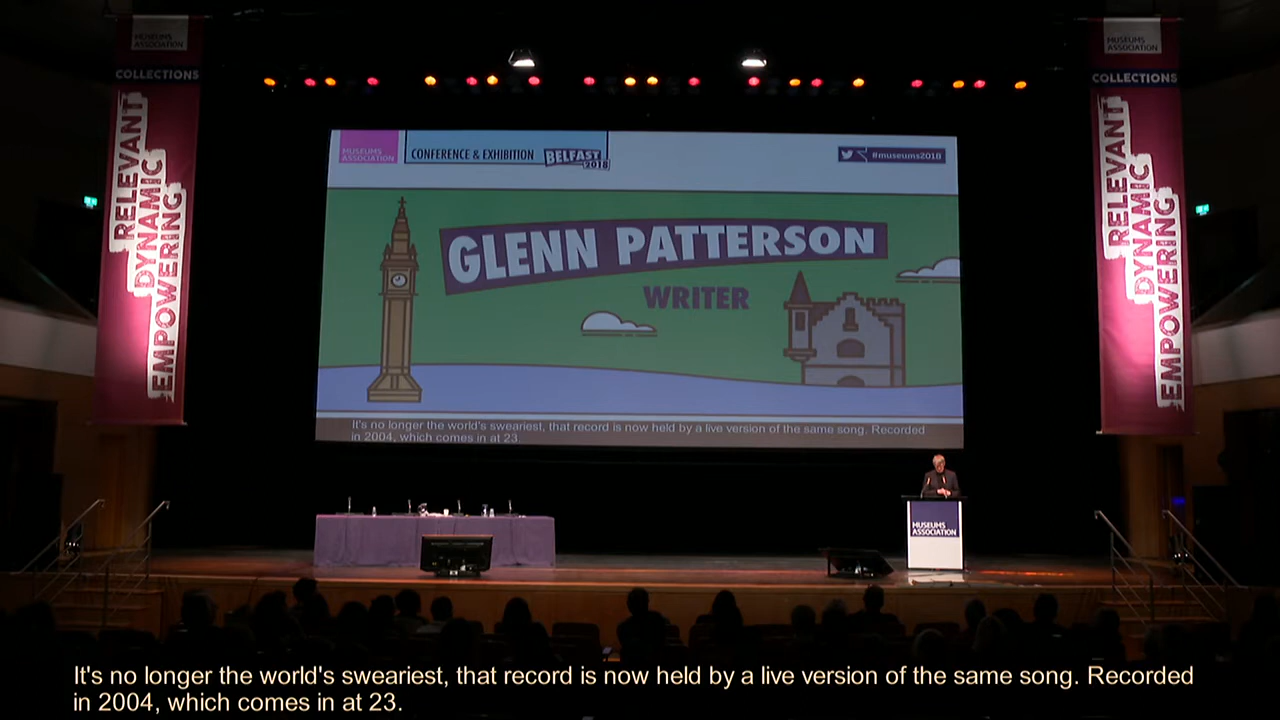 MUSEUMS
ASSOCIATION
COLLECTIONS
RELEVANT
DYNAMIC
EMPOWERING
MUSEUMS
ASSOCIATION
CONFERENCE & EXHIBITION
BELFAST
2018
#museums2018
GLENN PATTERSON
WRITER
It's no longer the world's sweariest, that record is now held by a live version of the same song. Recorded
in 2004, which comes in at 23.
MUSEUMS
ASSOCIATION
COLLECTIONS
RELEVANT
DYNAMIC
EMPOWERING
MUSEUMS
ASSOCIATION
It's no longer the world's sweariest, that record is now held by a live version of the same song. Recorded
in 2004, which comes in at 23.